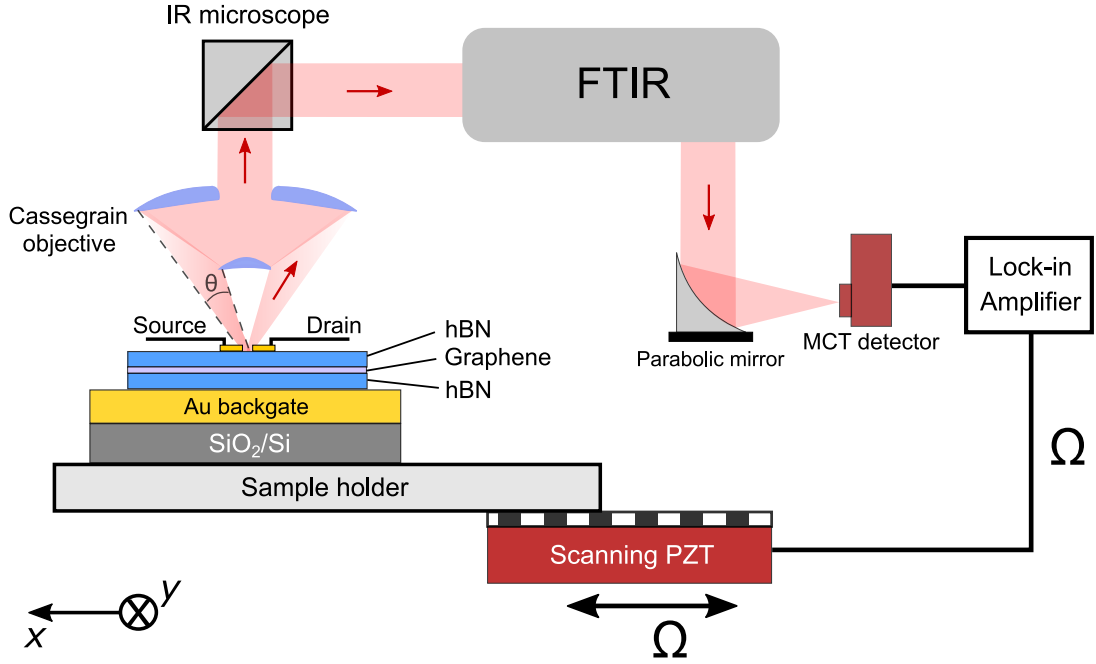 IR microscope
FTIR
Cassegrain
objective
θ
Source
Drain
hBN
Graphene
hBN
Au backgate
SiO₂/Si
Sample holder
Parabolic mirror
MCT detector
Lock-in
Amplifier
Ω
Scanning PZT
Ω
x
y